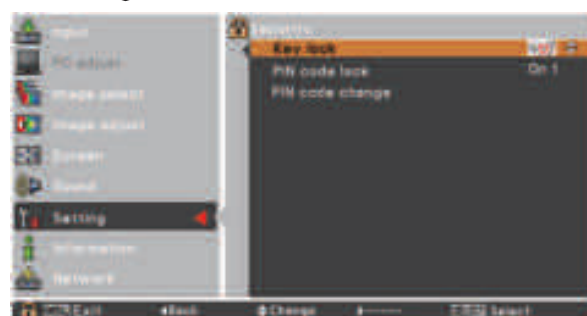 Input
PC adjust
Image select
Image adjust
Screen
Sound
Setting
Information
Network
Security
Key lock
PIN code lock On 1
PIN code change
Exit Back Change ----- Select